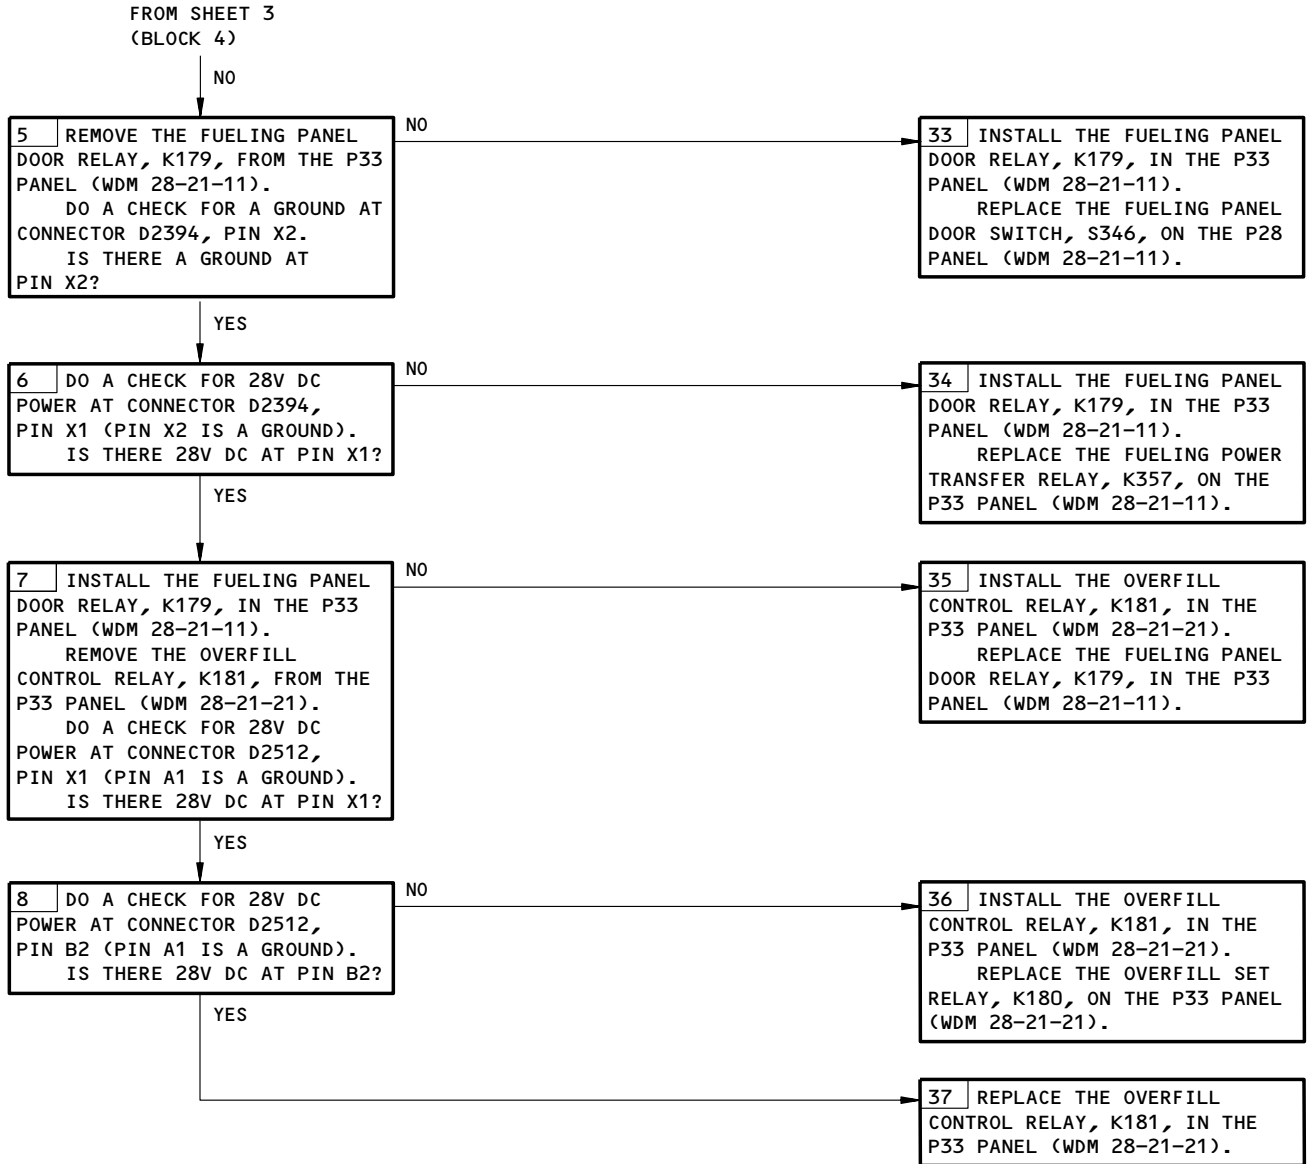 FROM SHEET 3
(BLOCK 4)
NO
5 REMOVE THE FUELING PANEL
DOOR RELAY, K179, FROM THE P33
PANEL (WDM 28-21-11).
DO A CHECK FOR A GROUND AT
CONNECTOR D2394, PIN X2.
IS THERE A GROUND AT
PIN X2?
NO
33 INSTALL THE FUELING PANEL
DOOR RELAY, K179, IN THE P33
PANEL (WDM 28-21-11).
REPLACE THE FUELING PANEL
DOOR SWITCH, S346, ON THE P28
PANEL (WDM 28-21-11).
YES
6 DO A CHECK FOR 28V DC
POWER AT CONNECTOR D2394,
PIN X1 (PIN X2 IS A GROUND).
IS THERE 28V DC AT PIN X1?
NO
34 INSTALL THE FUELING PANEL
DOOR RELAY, K179, IN THE P33
PANEL (WDM 28-21-11).
REPLACE THE FUELING POWER
TRANSFER RELAY, K357, ON THE
P33 PANEL (WDM 28-21-11).
YES
7 INSTALL THE FUELING PANEL
DOOR RELAY, K179, IN THE P33
PANEL (WDM 28-21-11).
REMOVE THE OVERFILL
CONTROL RELAY, K181, FROM THE
P33 PANEL (WDM 28-21-21).
DO A CHECK FOR 28V DC
POWER AT CONNECTOR D2512,
PIN X1 (PIN A1 IS A GROUND).
IS THERE 28V DC AT PIN X1?
NO
35 INSTALL THE OVERFILL
CONTROL RELAY, K181, IN THE
P33 PANEL (WDM 28-21-21).
REPLACE THE FUELING PANEL
DOOR RELAY, K179, IN THE P33
PANEL (WDM 28-21-11).
YES
8 DO A CHECK FOR 28V DC
POWER AT CONNECTOR D2512,
PIN B2 (PIN A1 IS A GROUND).
IS THERE 28V DC AT PIN B2?
NO
36 INSTALL THE OVERFILL
CONTROL RELAY, K181, IN THE
P33 PANEL (WDM 28-21-21).
REPLACE THE OVERFILL SET
RELAY, K180, ON THE P33 PANEL
(WDM 28-21-21).
YES
37 REPLACE THE OVERFILL
CONTROL RELAY, K181, IN THE
P33 PANEL (WDM 28-21-21).